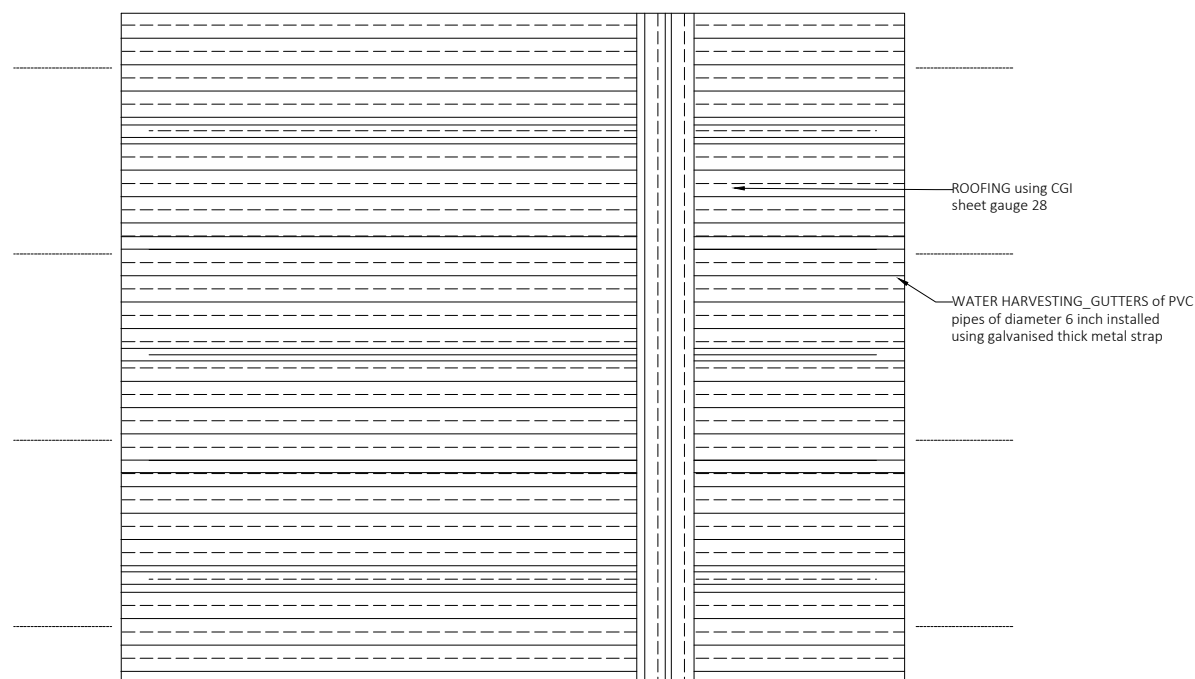 ROOFING using CGI
sheet gauge 28
WATER HARVESTING_GUTTERS of PVC
pipes of diameter 6 inch installed
using galvanised thick metal strap